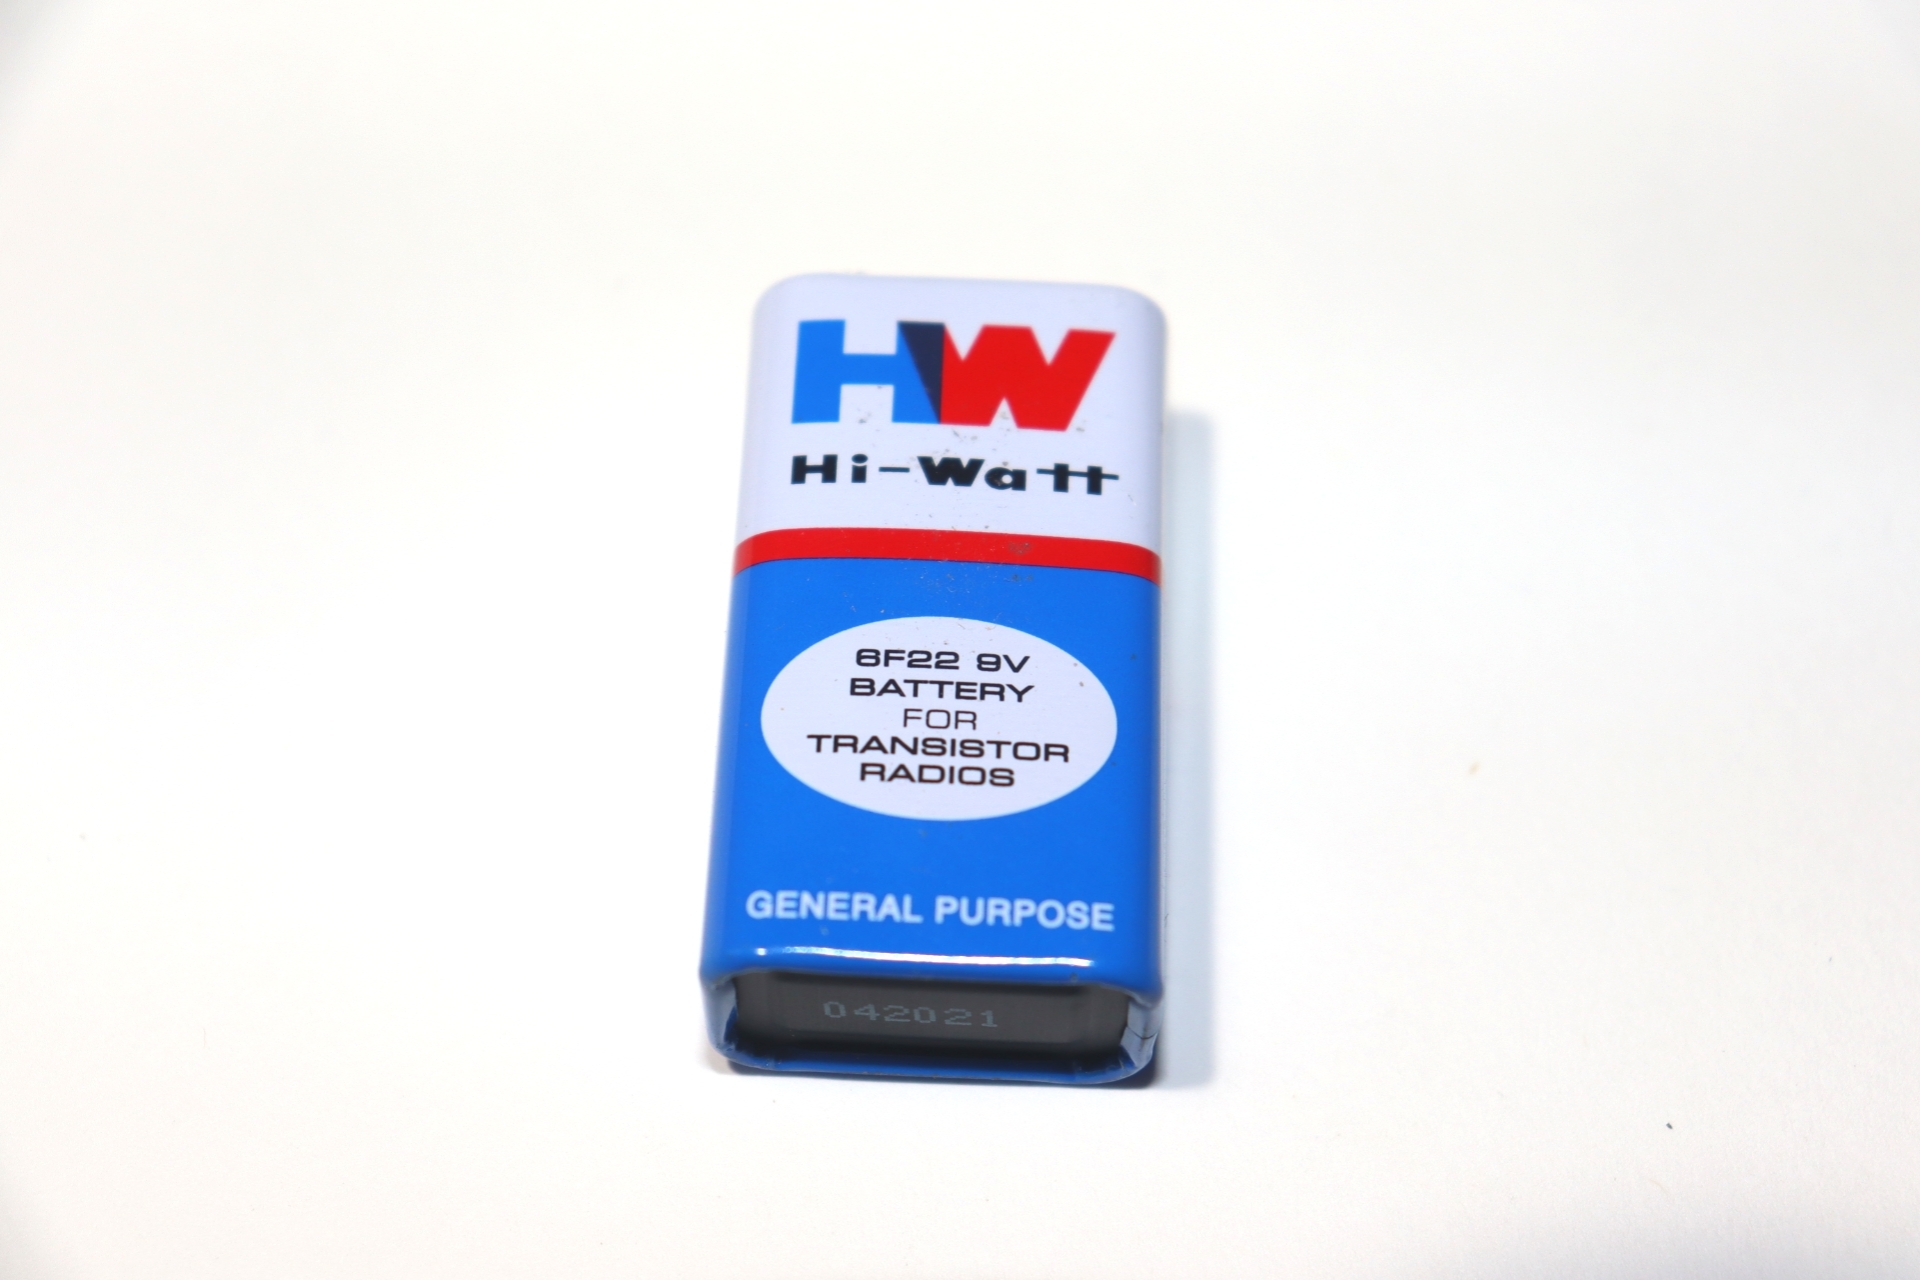 HW
Hi-Watt
6F22 9V
BATTERY
FOR
TRANSISTOR
RADIOS
GENERAL PURPOSE
042021